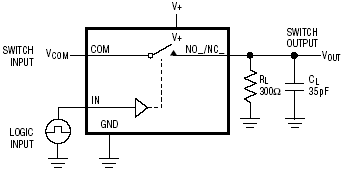 V+
SWITCH
INPUT
VCOM
COM
V+
NO_/NC_
SWITCH
OUTPUT
VOUT
RL
300Ω
CL
35pF
IN
LOGIC
INPUT
GND